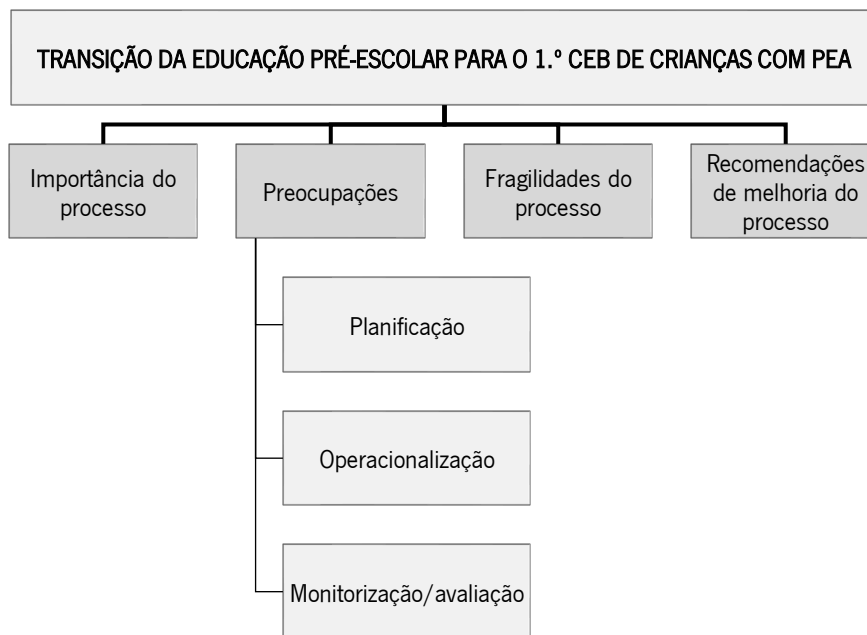 TRANSIÇÃO DA EDUCAÇÃO PRÉ-ESCOLAR PARA O 1.º CEB DE CRIANÇAS COM PEA
Importância do
processo
Preocupações
Fragilidades do
processo
Recomendações
de melhoria do
processo
Planificação
Operacionalização
Monitorização/avaliação